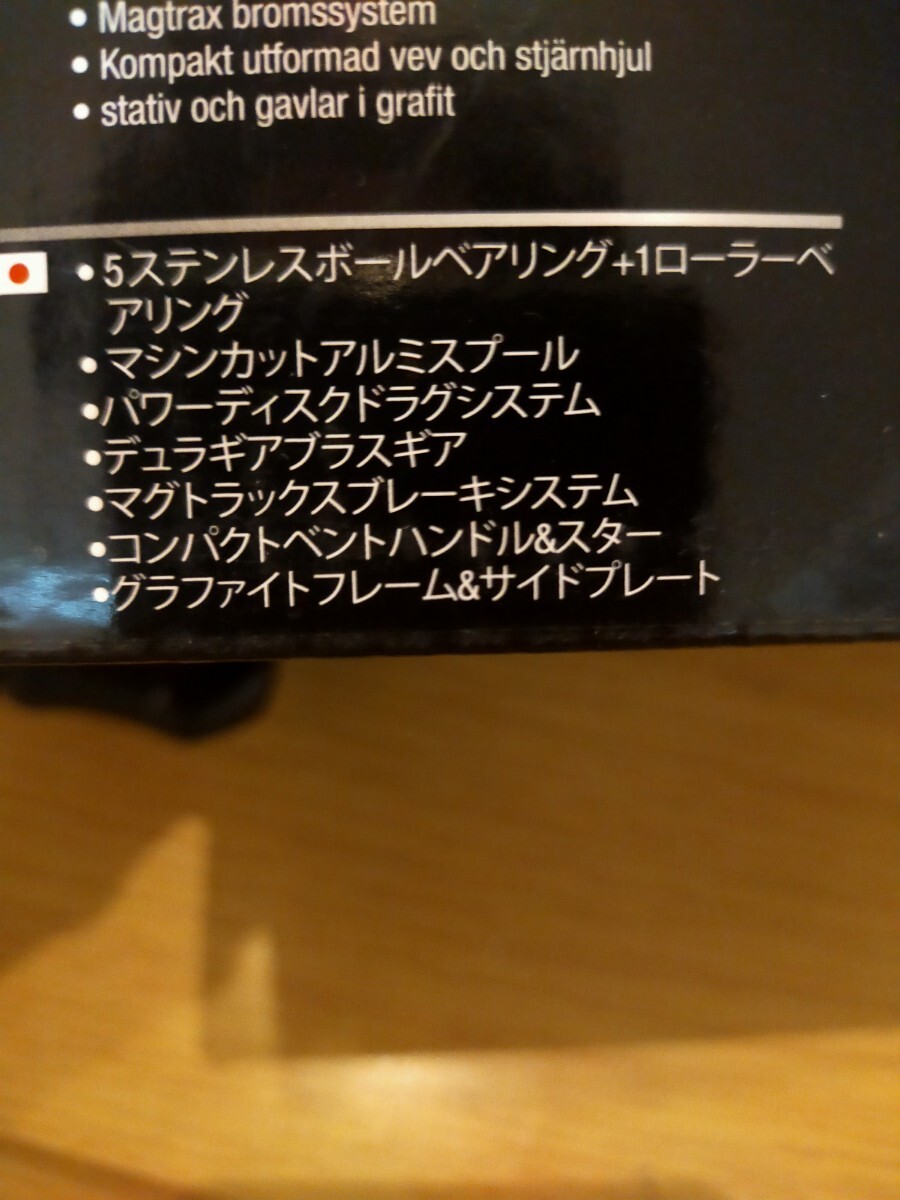 • Magtrax bromssystem
• Kompakt utformad vev och stjärnhjul
• stativ och gavlar i grafit
•5ステンレスボールベアリング+1ローラーベ
アリング
•マシンカットアルミスプール
•パワーディスクドラグシステム
•デュラギアブラスギア
•マグトラックスブレーキシステム
•コンパクトベントハンドル&スター
•グラファイトフレーム&サイドプレート